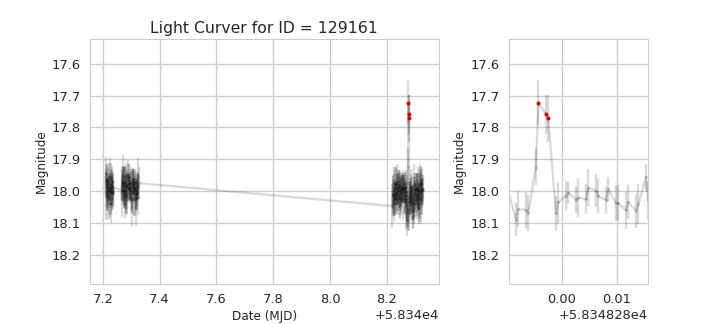 Light Curver for ID = 129161
Magnitude
17.6
17.7
17.8
17.9
18.0
18.1
18.2
7.2 7.4 7.6 7.8 8.0 8.2
Date (MJD)
+5.834e4
Magnitude
17.6
17.7
17.8
17.9
18.0
18.1
18.2
0.00 0.01
+5.834828e4